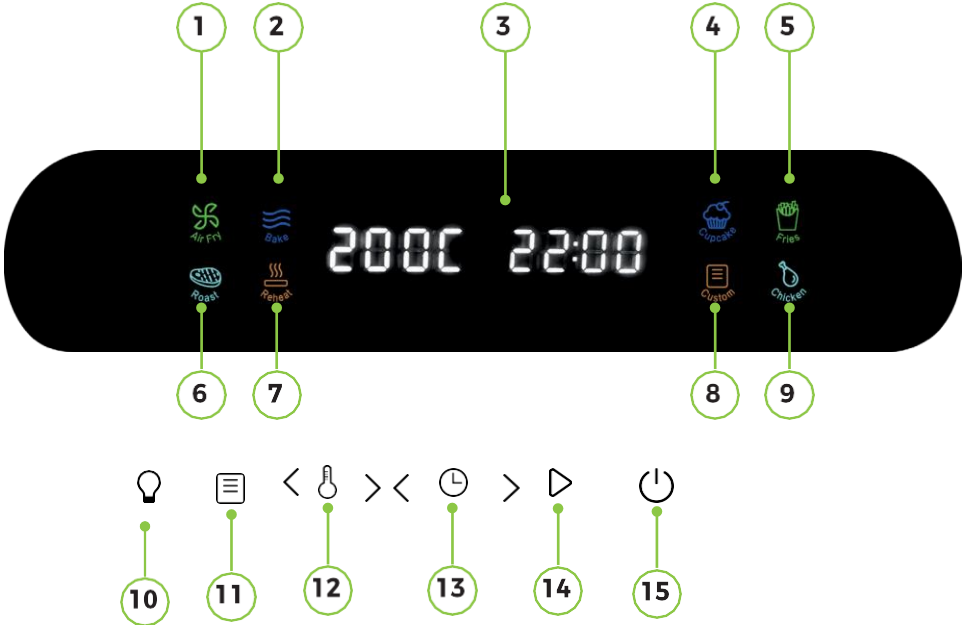 1 2 3 4 5
Air Fry Bake Cupcake Fries
200C 22:00
Roast Reheat Custom Chicken
6 7 8 9
10 11 12 13 14 15